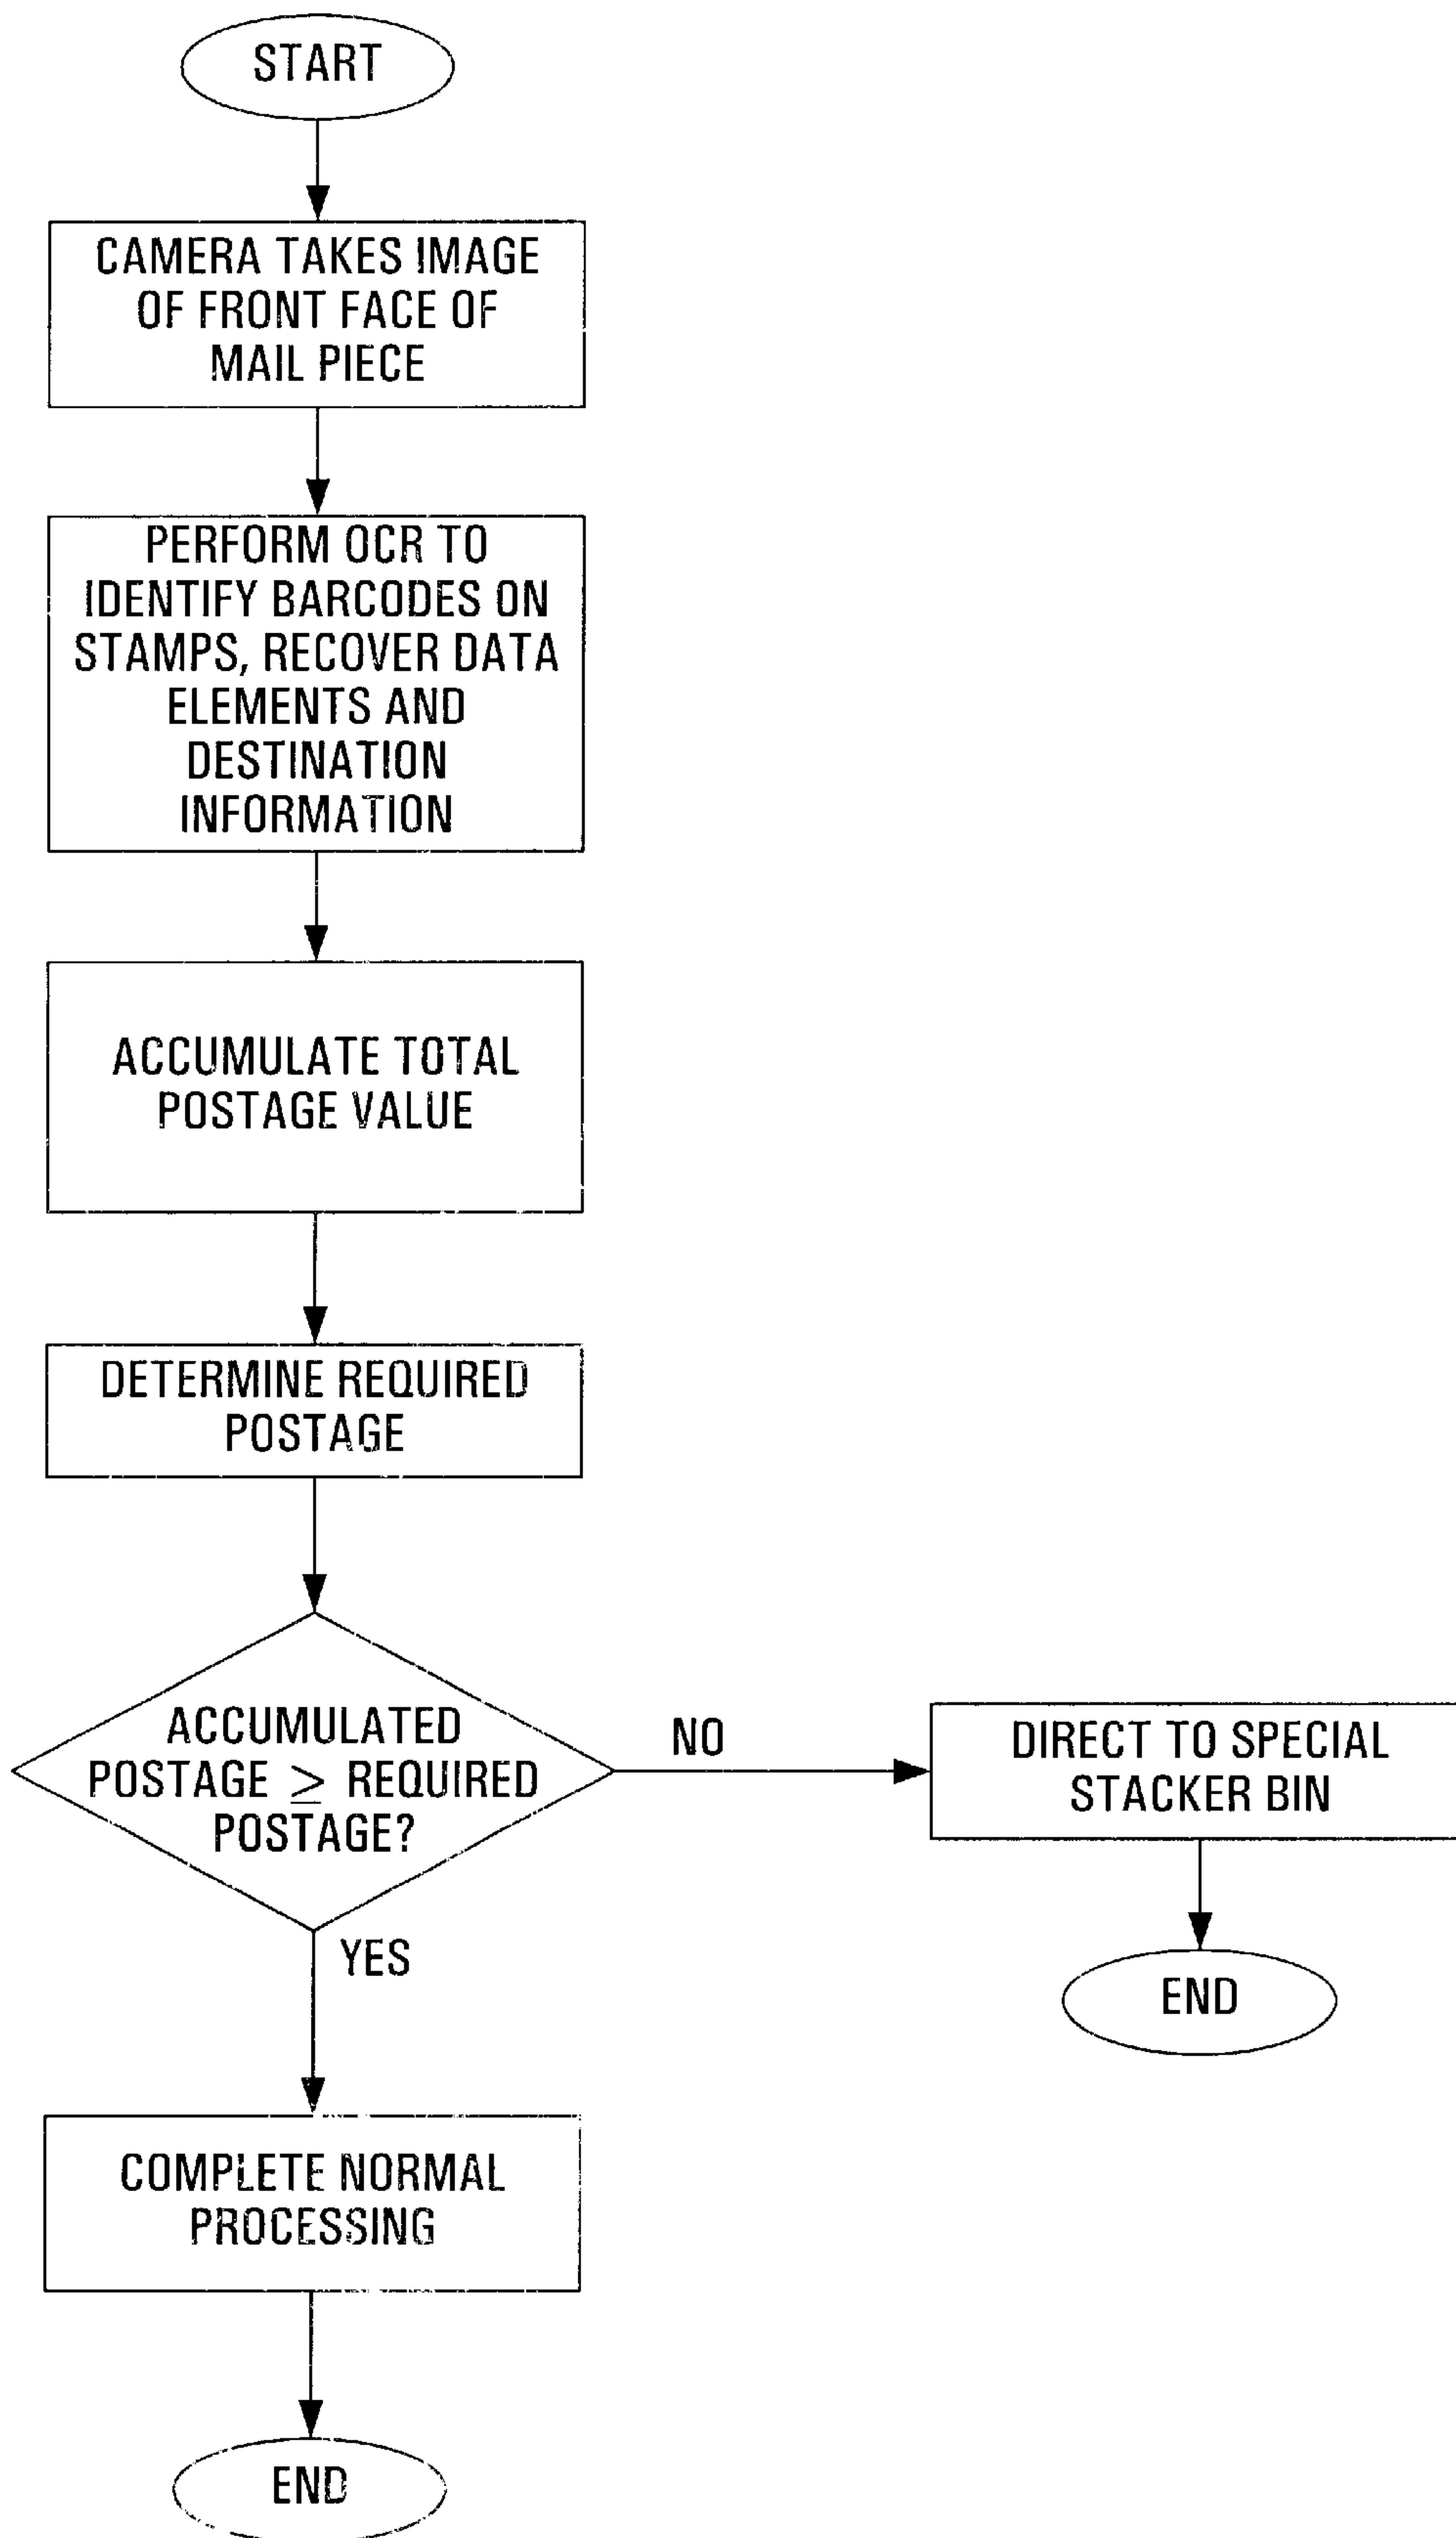 START
CAMERA TAKES IMAGE
OF FRONT FACE OF
MAIL PIECE
PERFORM OCR TO
IDENTIFY BARCODES ON
STAMPS, RECOVER DATA
ELEMENTS AND
DESTINATION
INFORMATION
ACCUMULATE TOTAL
POSTAGE VALUE
DETERMINE REQUIRED
POSTAGE
ACCUMULATED
POSTAGE ≥ REQUIRED
POSTAGE?
NO
DIRECT TO SPECIAL
STACKER BIN
END
YES
COMPLETE NORMAL
PROCESSING
END